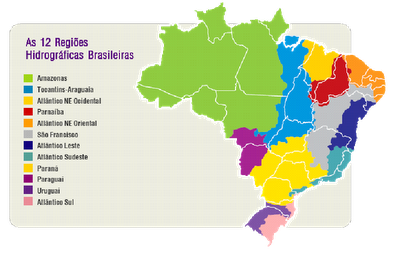 As 12 Regiões
Hidrográficas Brasileiras
Amazonas
Tocantins-Araguaia
Atlântico NE Ocidental
Parnaíba
Atlântico NE Oriental
São Francisco
Atlântico Leste
Atlântico Sudeste
Paraná
Paraguai
Uruguai
Atlântico Sul